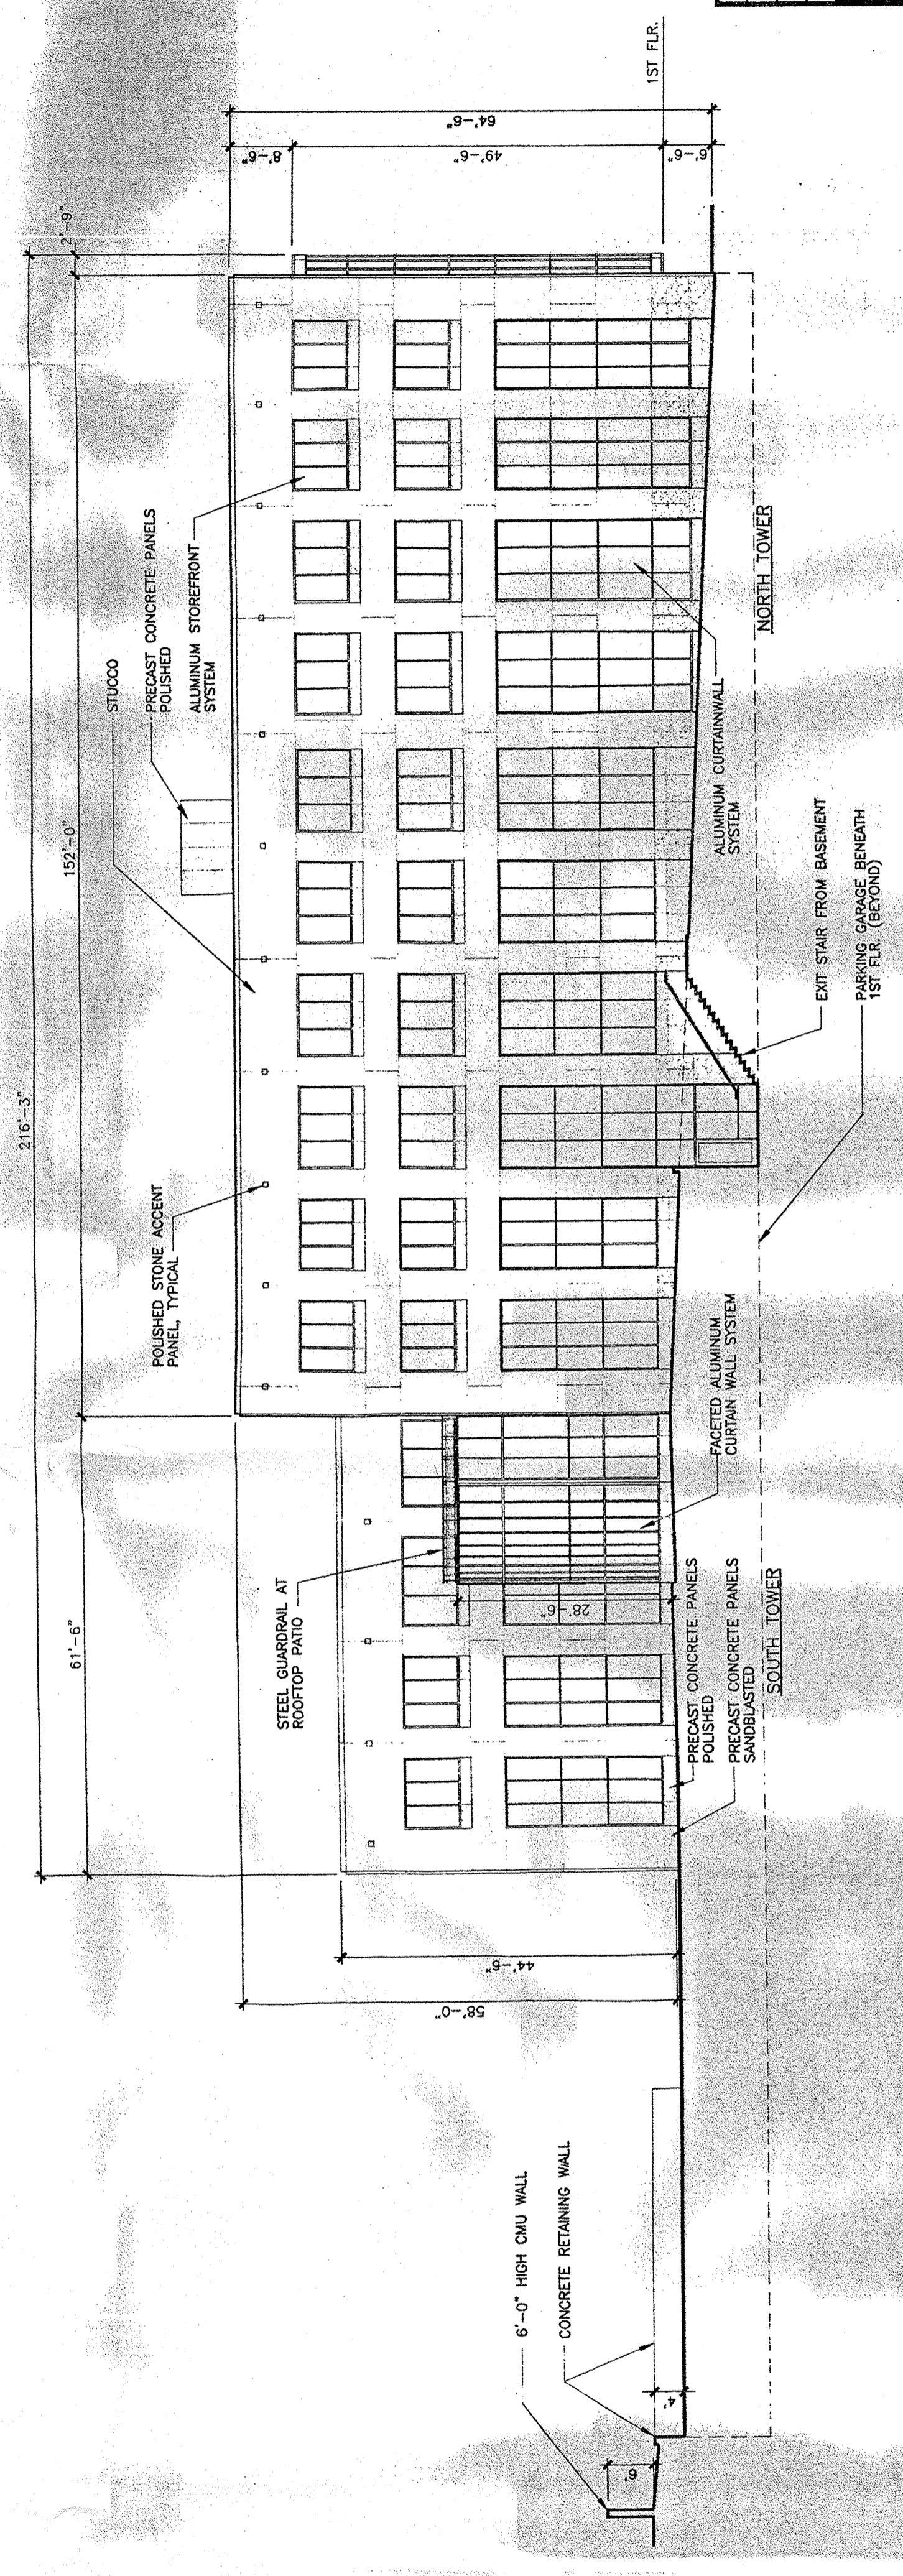 216'-3"
61'-6"
152'-0"
2'-9"
POLISHED STONE ACCENT
PANEL, TYPICAL
STUCCO
PRECAST CONCRETE PANELS
POLISHED
ALUMINUM STOREFRONT
SYSTEM
8'-6"
49'-6"
6'-6"
64'-6"
1ST FLR.
STEEL GUARDRAIL AT
ROOFTOP PATIO
28'-6"
44'-6"
58'-0"
6'-0" HIGH CMU WALL
CONCRETE RETAINING WALL
6'
4'
PRECAST CONCRETE PANELS
POLISHED
PRECAST CONCRETE PANELS
SANDBLASTED
SOUTH TOWER
FACETED ALUMINUM
CURTAIN WALL SYSTEM
ALUMINUM CURTAINWALL
SYSTEM
NORTH TOWER
EXIT STAIR FROM BASEMENT
PARKING GARAGE BENEATH
1ST FLR. (BEYOND)